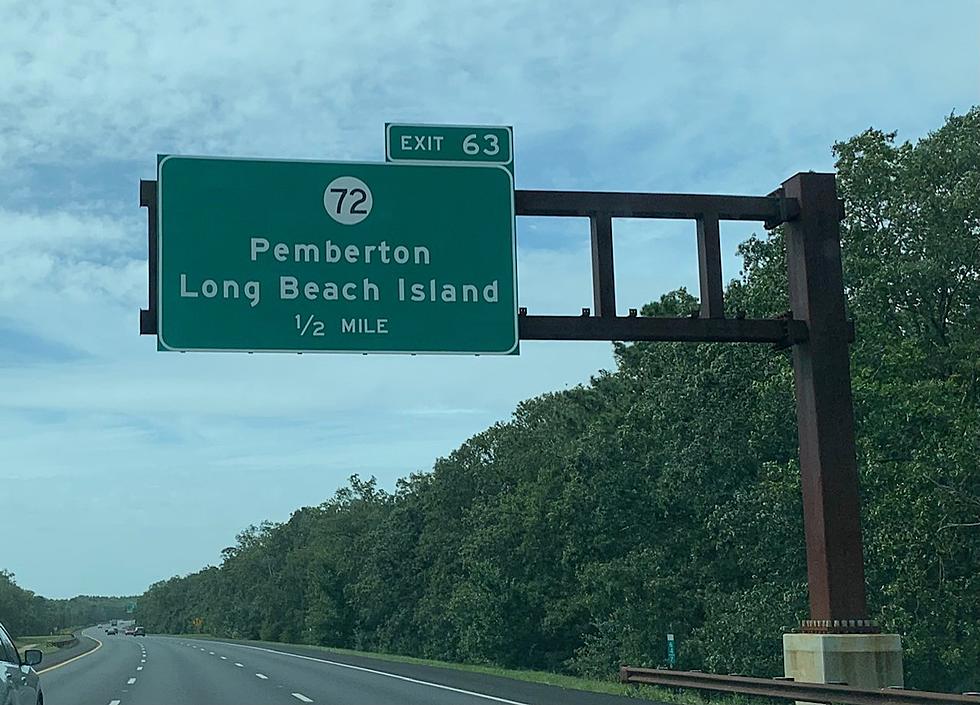 EXIT 63
72
Pemberton
Long Beach Island
1/2 MILE